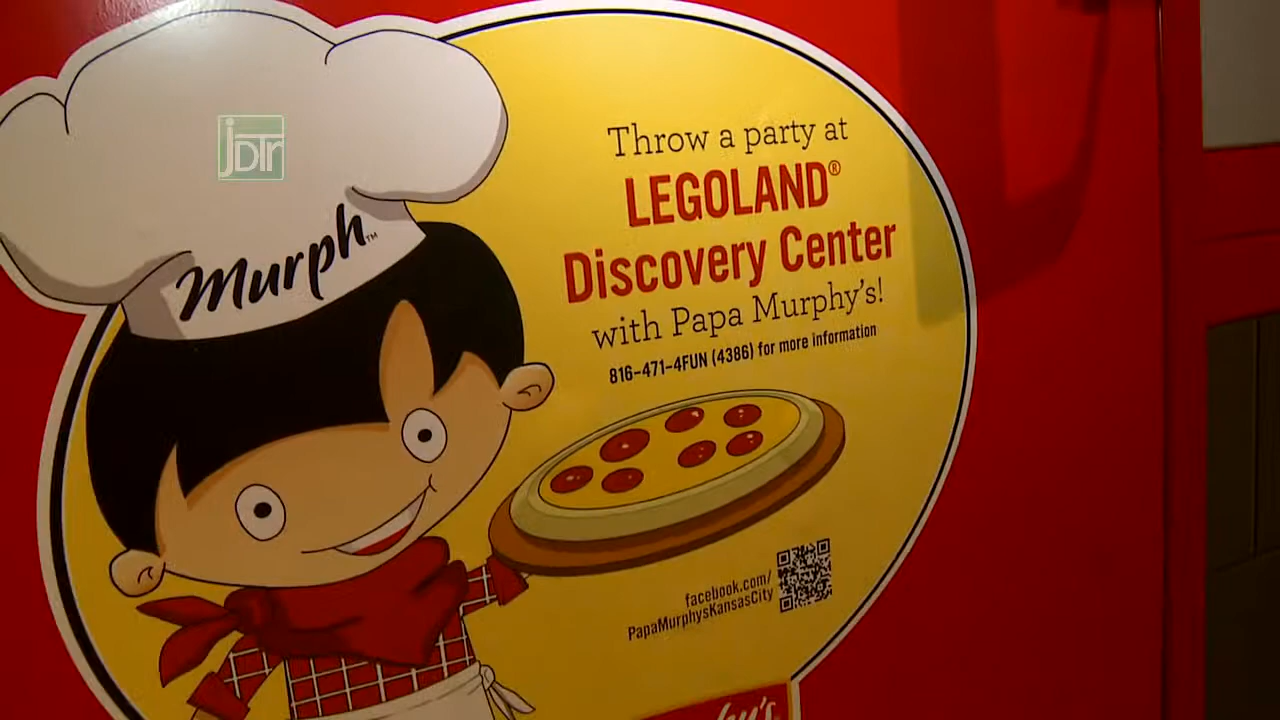 jDTr
Murph™
Throw a party at
LEGOLAND®
Discovery Center
with Papa Murphy's!
816-471-4FUN (4386) for more information
facebook.com/
PapaMurphysKansasCity